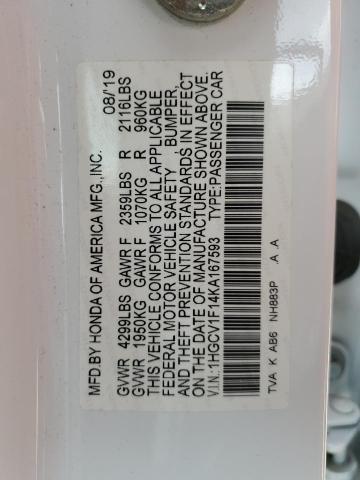 MFD.BY HONDA OF AMERICA MFG.,INC. 08/'19
GVWR 4299LBS GAWR F 2359LBS R 2116LBS
GVWR 1950KG GAWR F 1070KG R 960KG
THIS VEHICLE CONFORMS TO ALL APPLICABLE
FEDERAL MOTOR VEHICLE SAFETY , BUMPER,
AND THEFT PREVENTION STANDARDS IN EFFECT
ON THE DATE OF MANUFACTURE SHOWN ABOVE.
V.I.N.:1HGCV1F14KA167593 TYPE:PASSENGER CAR
TVA K AB6 NH883P .A .A